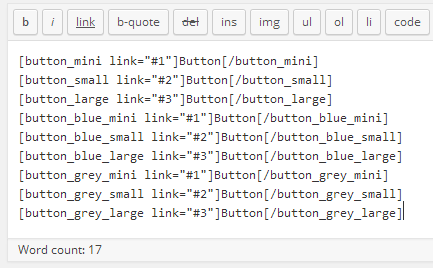 b i link b-quote del ins img ul ol li code
[button_mini link="#1"]Button[/button_mini]
[button_small link="#2"]Button[/button_small]
[button_large link="#3"]Button[/button_large]
[button_blue_mini link="#1"]Button[/button_blue_mini]
[button_blue_small link="#2"]Button[/button_blue_small]
[button_blue_large link="#3"]Button[/button_blue_large]
[button_grey_mini link="#1"]Button[/button_grey_mini]
[button_grey_small link="#2"]Button[/button_grey_small]
[button_grey_large link="#3"]Button[/button_grey_large]
Word count: 17